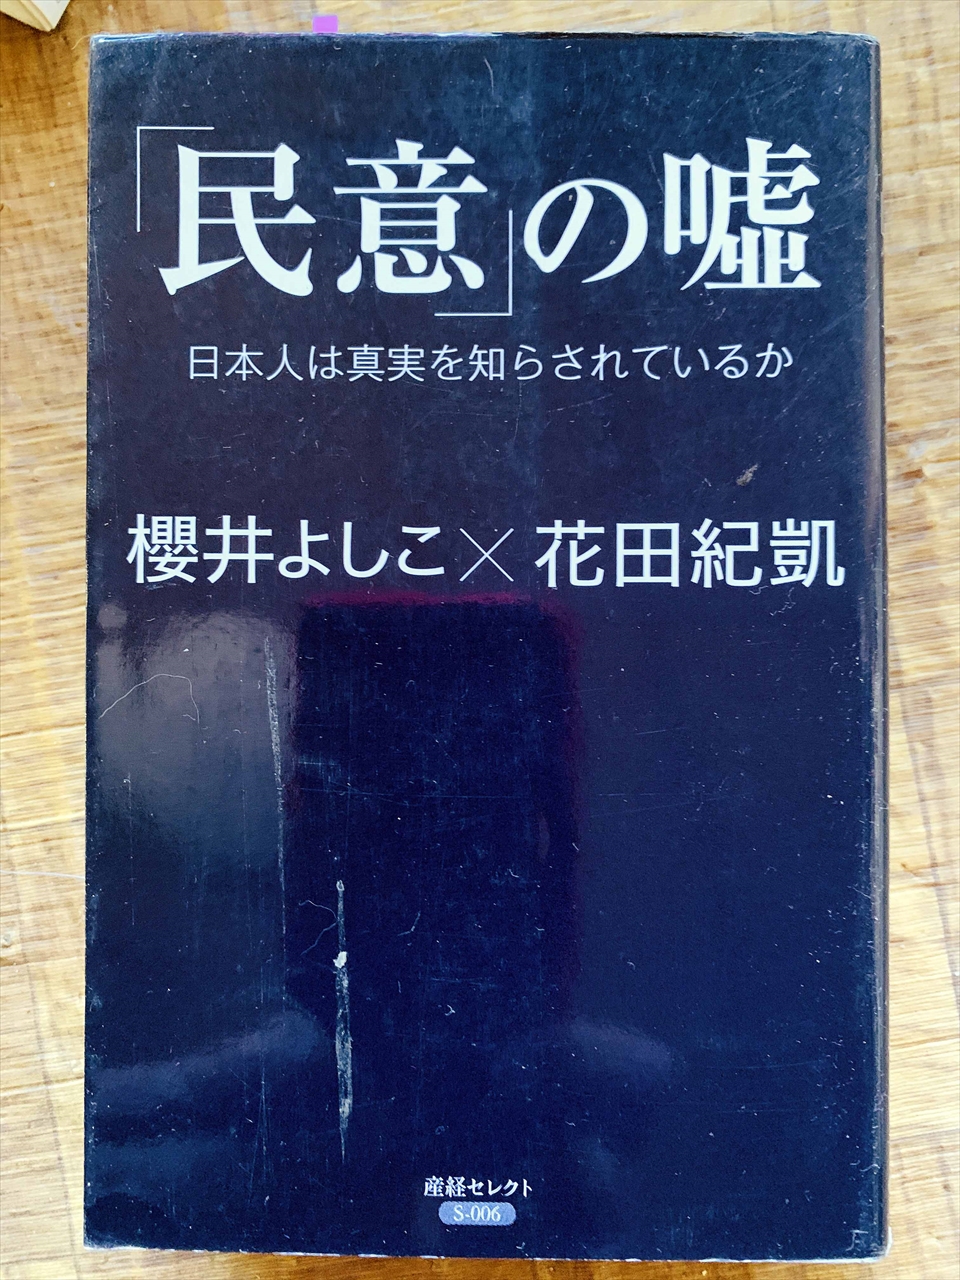 「民意」の嘘
日本人は真実を知らされているか
櫻井よしこ×花田紀凱
産経セレクト
S-006